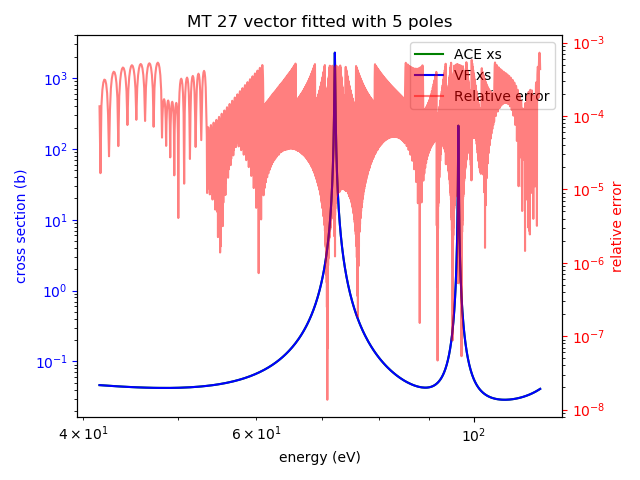 MT 27 vector fitted with 5 poles
ACE xs
VF xs
Relative error
cross section (b)
10³
10²
10¹
10⁰
10⁻¹
10⁻³
10⁻⁴
10⁻⁵
10⁻⁶
10⁻⁷
10⁻⁸
relative error
4 × 10¹
6 × 10¹
10²
energy (eV)